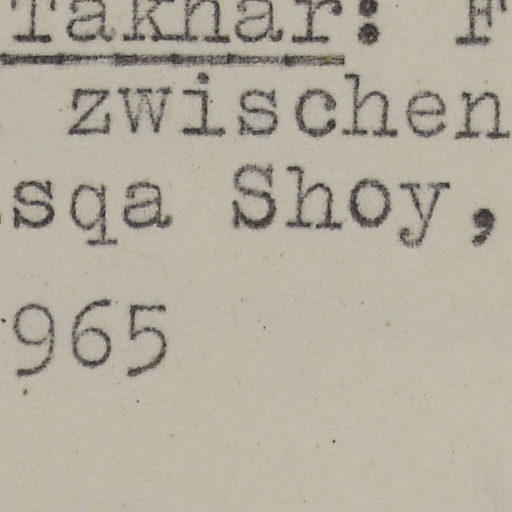 Takhar: F
zwischen
sqa Shoy,
965